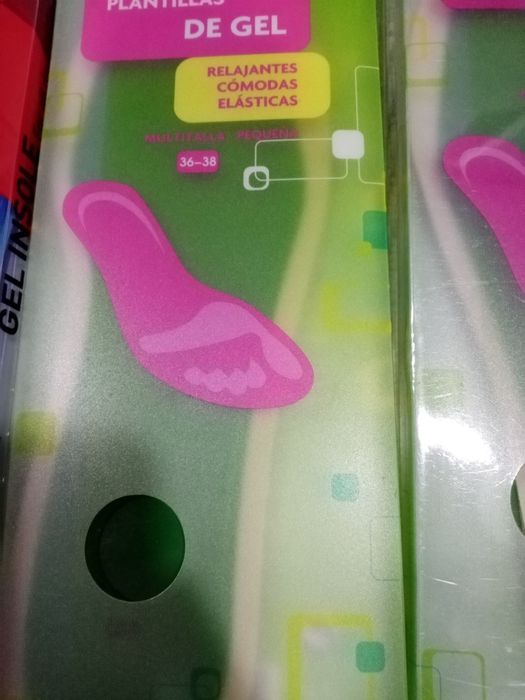 PLANTILLAS
DE GEL
RELAJANTES
CÓMODAS
ELÁSTICAS
MULTITALLA PEQUEÑA
36-38
GEL INSOLE